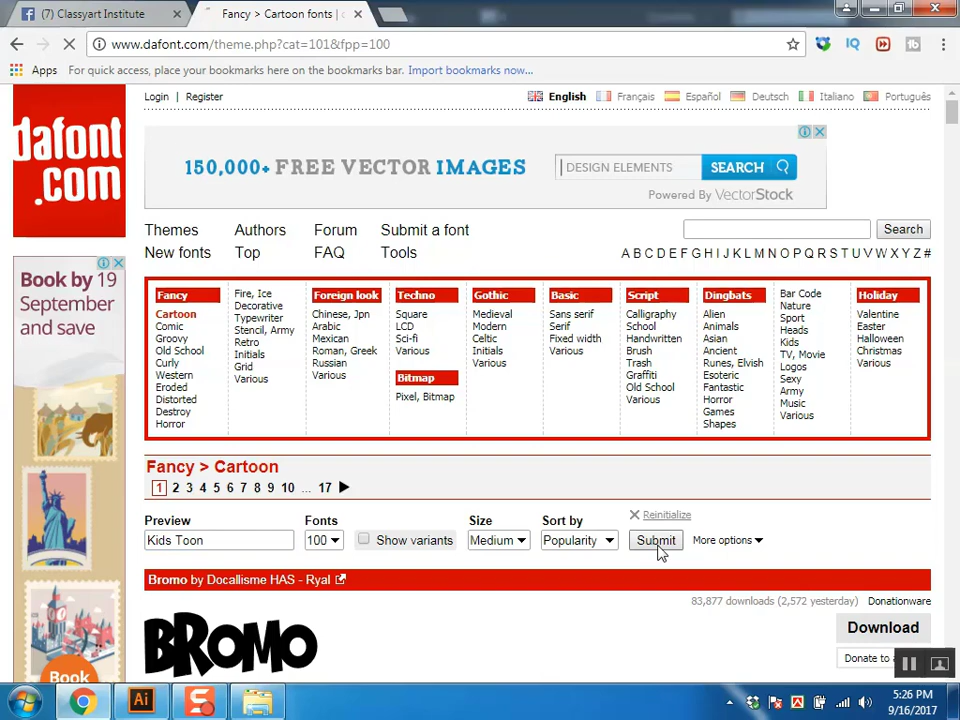 (7) Classyart Institute
Fancy > Cartoon fonts |
www.dafont.com/theme.php?cat=101&fpp=100
IQ
Apps
For quick access, place your bookmarks here on the bookmarks bar. Import bookmarks now...
dafont
.com
Login | Register
English
Français
Español
Deutsch
Italiano
Português
150,000+ FREE VECTOR IMAGES
DESIGN ELEMENTS
SEARCH
Powered By VectorStock
Themes
Authors
Forum
Submit a font
Search
New fonts
Top
FAQ
Tools
A B C D E F G H I J K L M N O P Q R S T U V W X Y Z #
Book by 19
September
and save
Fancy
Cartoon
Comic
Groovy
Old School
Curly
Western
Eroded
Distorted
Destroy
Horror
Fire, Ice
Decorative
Typewriter
Stencil, Army
Retro
Initials
Grid
Various
Foreign look
Chinese, Jpn
Arabic
Mexican
Roman, Greek
Russian
Various
Techno
Square
LCD
Sci-fi
Various
Bitmap
Pixel, Bitmap
Gothic
Medieval
Modern
Celtic
Initials
Various
Basic
Sans serif
Serif
Fixed width
Various
Script
Calligraphy
School
Handwritten
Brush
Trash
Graffiti
Old School
Various
Dingbats
Alien
Animals
Asian
Ancient
Runes, Elvish
Esoteric
Fantastic
Horror
Games
Shapes
Bar Code
Nature
Sport
Heads
Kids
TV, Movie
Logos
Sexy
Army
Music
Various
Holiday
Valentine
Easter
Halloween
Christmas
Various
Fancy > Cartoon
1 2 3 4 5 6 7 8 9 10 ... 17
Preview
Fonts
Size
Sort by
Reinitialize
Kids Toon
100
Show variants
Medium
Popularity
Submit
More options
Bromo by Docallisme HAS - Ryal
83,877 downloads (2,572 yesterday)
Donationware
BROMO
Download
Donate to a
Book
Ai
S
5:26 PM
9/16/2017